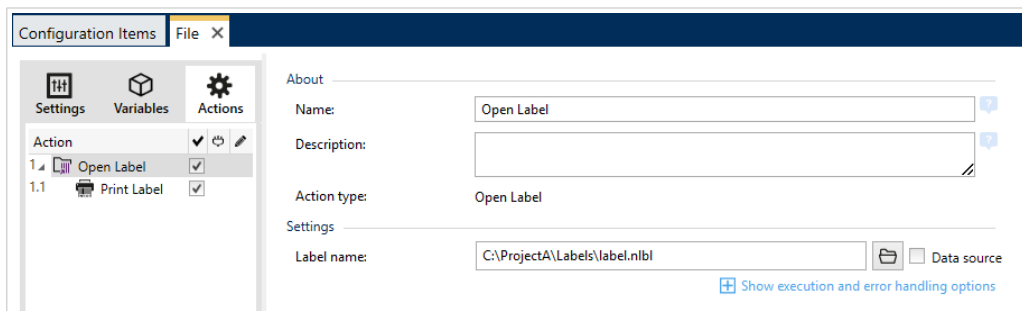 Configuration Items File
Settings Variables Actions
Action
1 Open Label
1.1 Print Label
About
Name: Open Label ?
Description: ?
Action type: Open Label
Settings
Label name: C:\ProjectA\Labels\label.nlbl Data source
Show execution and error handling options